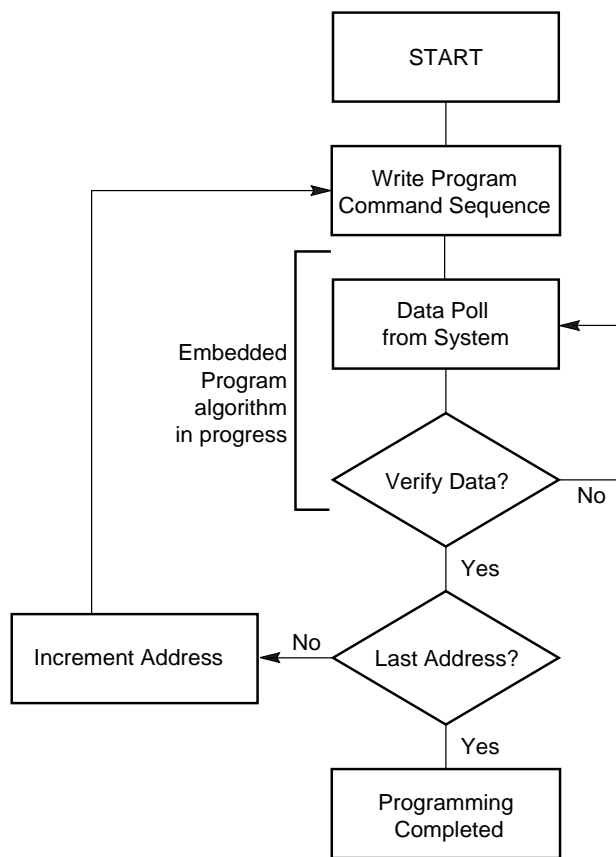 START
Write Program
Command Sequence
Data Poll
from System
Embedded
Program
algorithm
in progress
Verify Data?
No
Yes
No
Increment Address
Last Address?
Yes
Programming
Completed